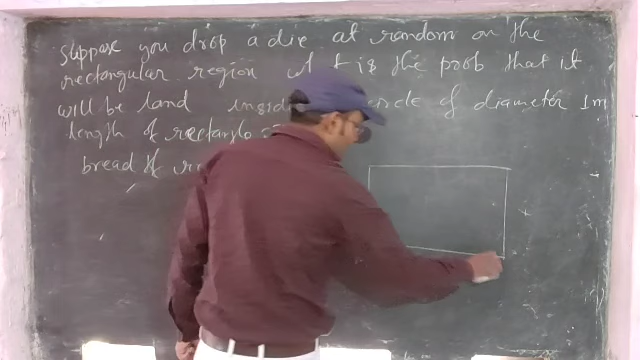 Suppose you drop a die at random on the
rectangular region is the prob that it
will be land insid circle of diameter 1m
length of rectangle
bread of